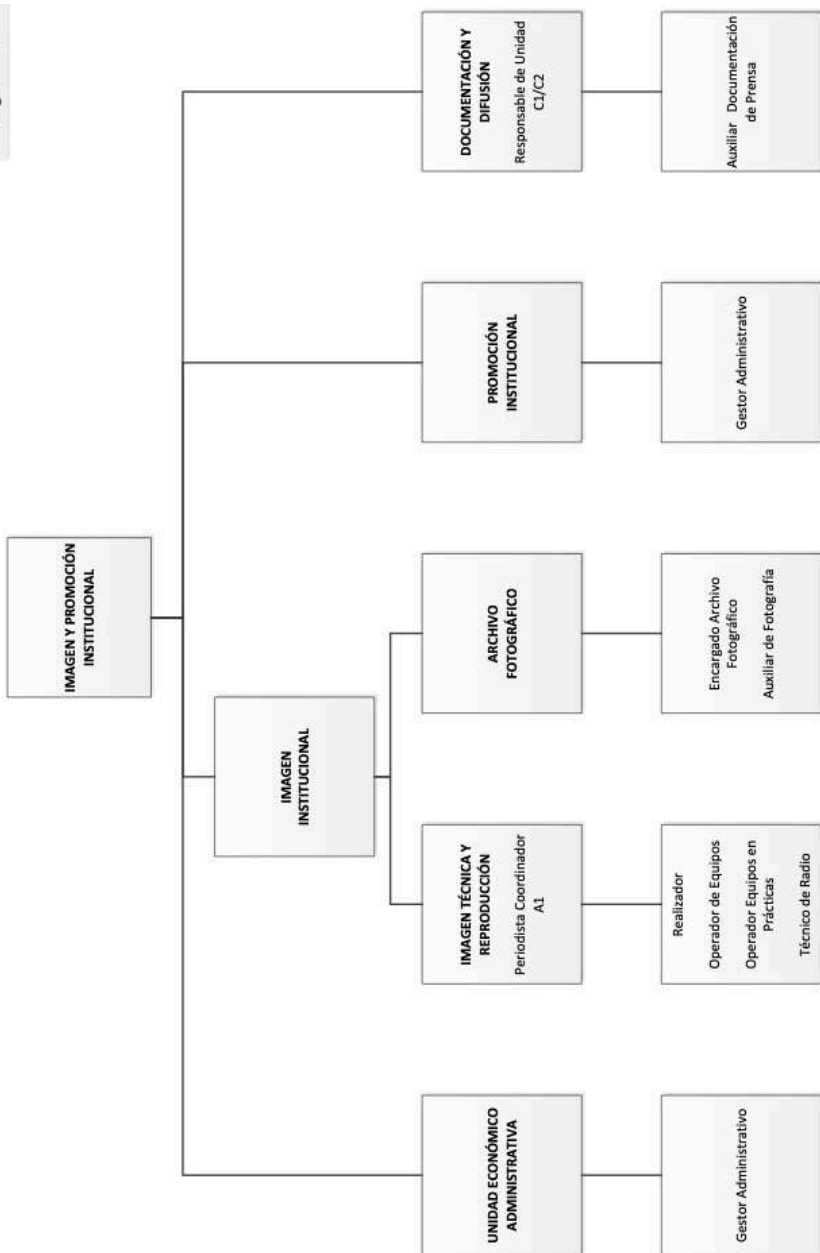 IMAGEN Y PROMOCIÓN
INSTITUCIONAL
IMAGEN
INSTITUCIONAL
UNIDAD ECONÓMICO
ADMINISTRATIVA
IMAGEN TÉCNICA Y
REPRODUCCIÓN
Periodista Coordinador
A1
ARCHIVO
FOTOGRÁFICO
PROMOCIÓN
INSTITUCIONAL
DOCUMENTACIÓN Y
DIFUSIÓN
Responsable de Unidad
C1/C2
Gestor Administrativo
Realizador
Operador de Equipos
Operador Equipos en
Prácticas
Técnico de Radio
Encargado Archivo
Fotográfico
Auxiliar de Fotografía
Gestor Administrativo
Auxiliar Documentación
de Prensa